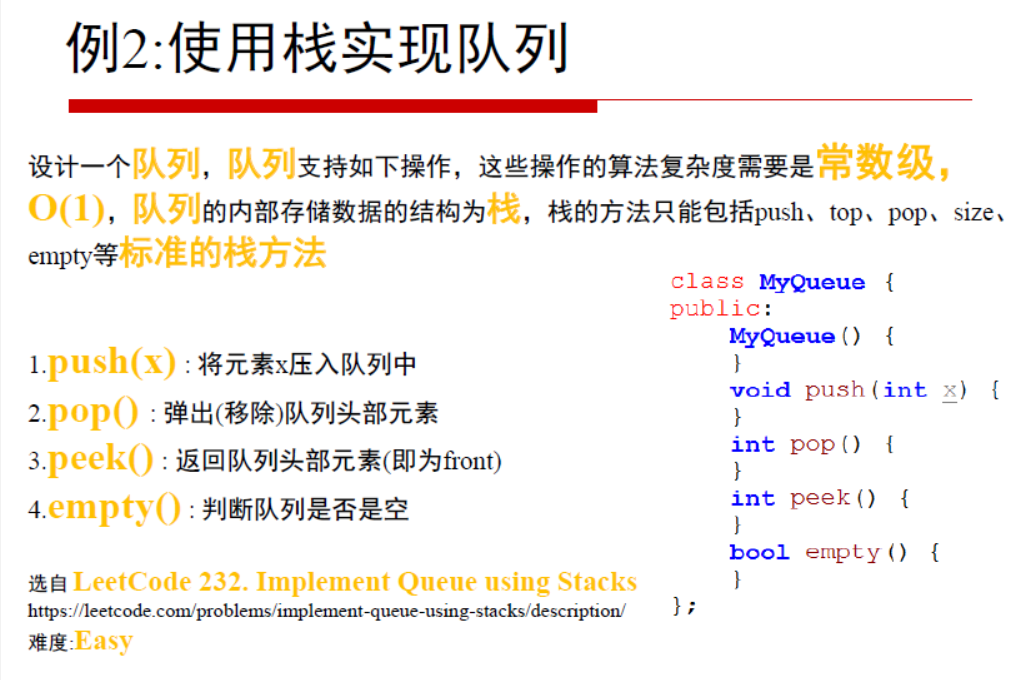 例2:使用栈实现队列
设计一个队列，队列支持如下操作，这些操作的算法复杂度需要是常数级，
O(1)，队列的内部存储数据的结构为栈，栈的方法只能包括push、top、pop、size、
empty等标准的栈方法
1.push(x) : 将元素x压入队列中
2.pop() : 弹出(移除)队列头部元素
3.peek() : 返回队列头部元素(即为front)
4.empty() : 判断队列是否是空
选自 LeetCode 232. Implement Queue using Stacks
https://leetcode.com/problems/implement-queue-using-stacks/description/
难度:Easy
class MyQueue {
public:
    MyQueue() {
    }
    void push(int x) {
    }
    int pop() {
    }
    int peek() {
    }
    bool empty() {
    }
};